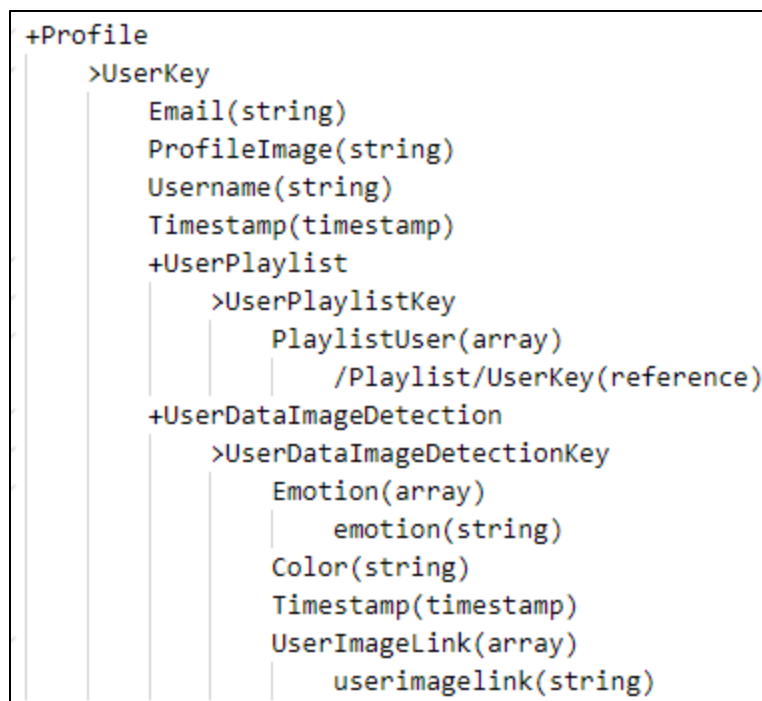 +Profile
>UserKey
Email(string)
ProfileImage(string)
Username(string)
Timestamp(timestamp)
+UserPlaylist
>UserPlaylistKey
PlaylistUser(array)
/Playlist/UserKey(reference)
+UserDataImageDetection
>UserDataImageDetectionKey
Emotion(array)
emotion(string)
Color(string)
Timestamp(timestamp)
UserImageLink(array)
userimagelink(string)